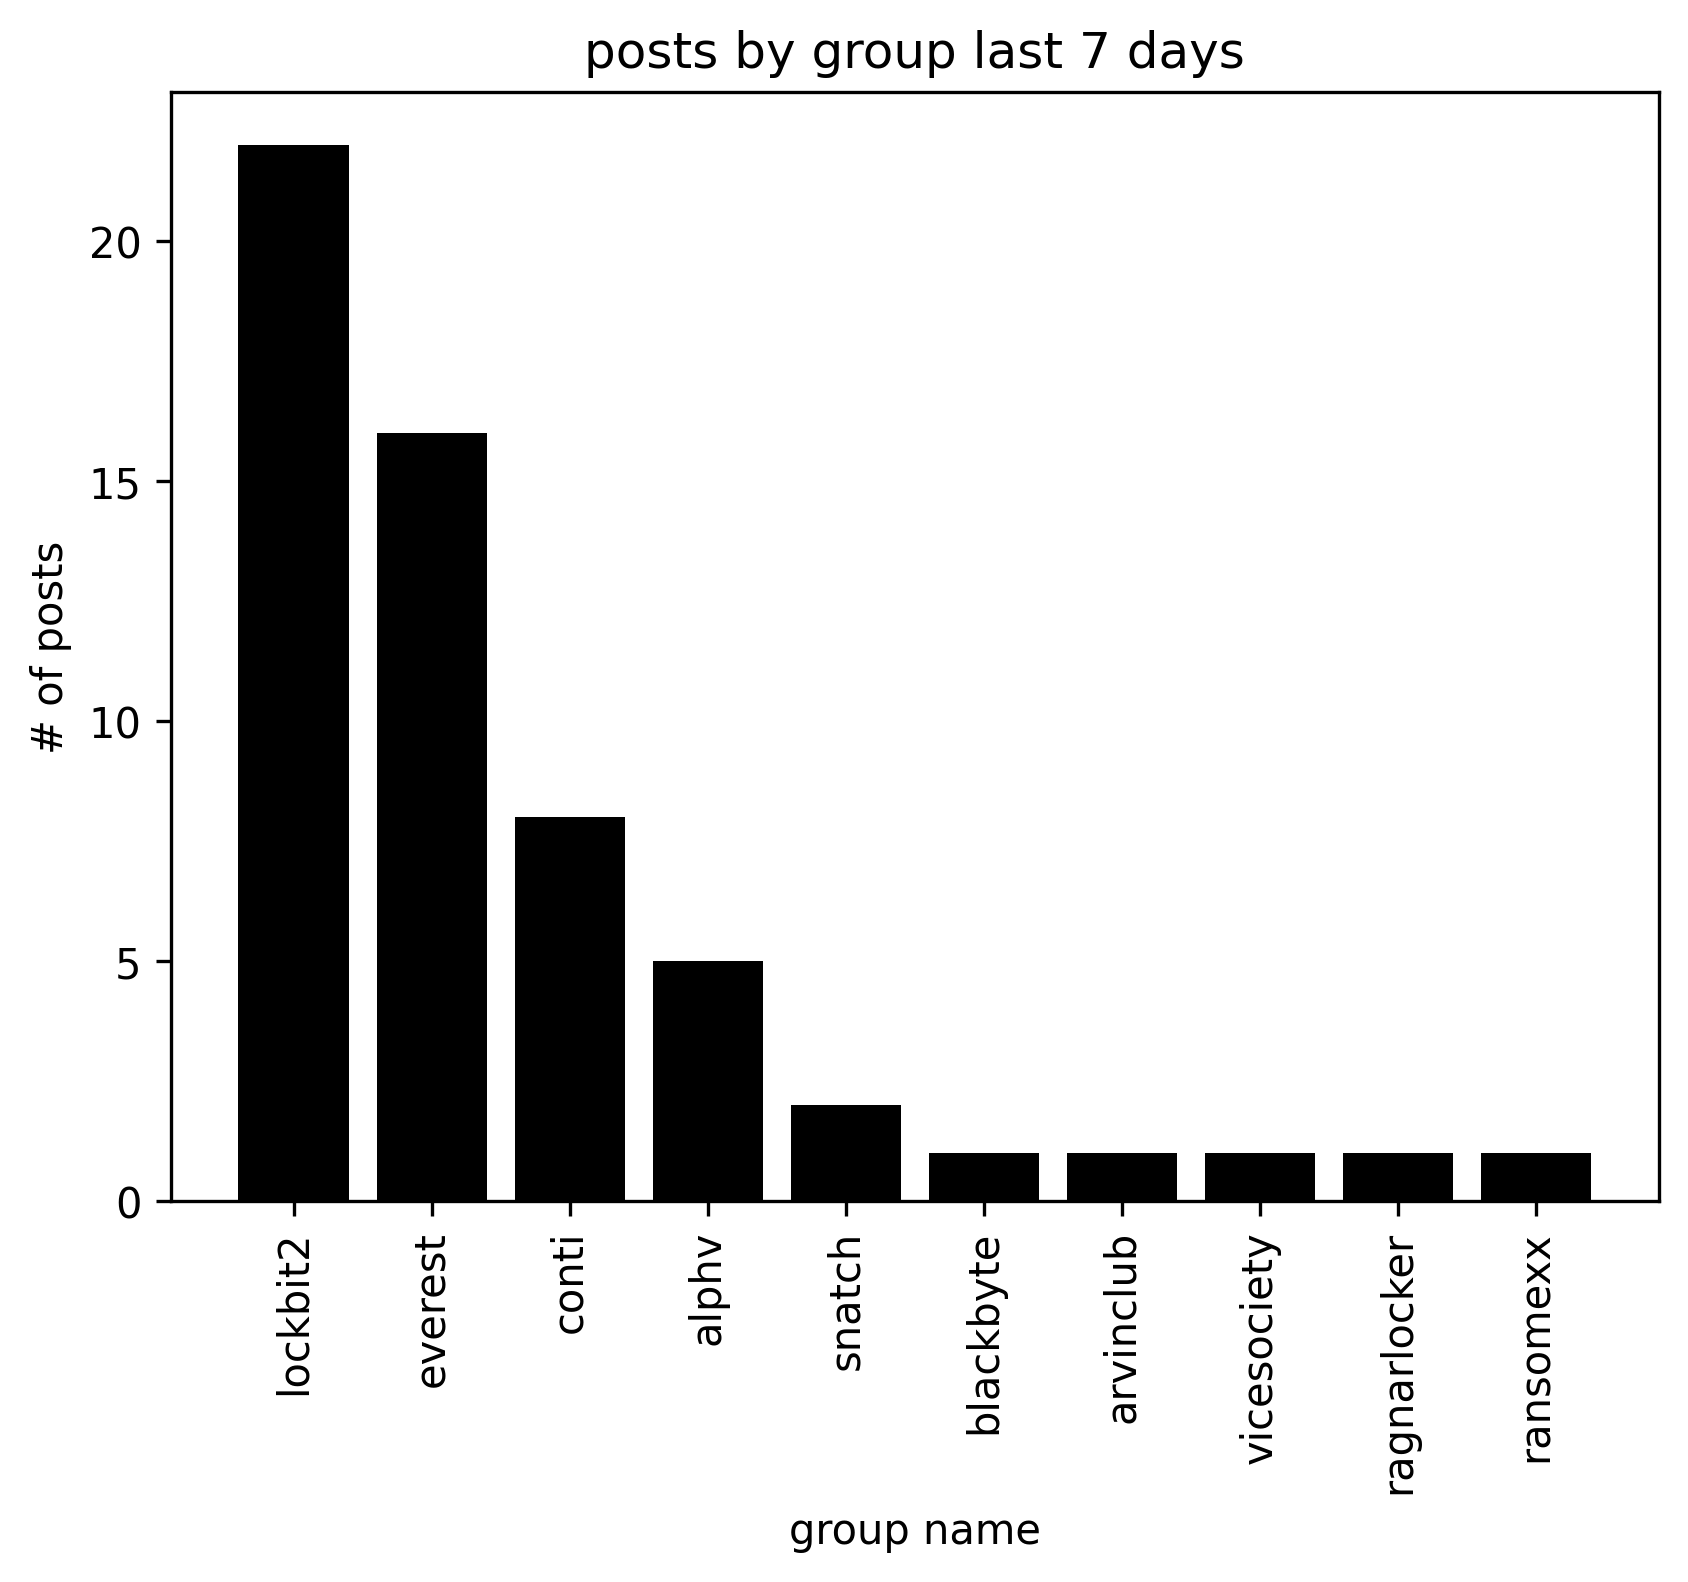 posts by group last 7 days
# of posts
20
15
10
5
0
lockbit2
everest
conti
alphv
snatch
blackbyte
arvinclub
vicesociety
ragnarlocker
ransomexx
group name